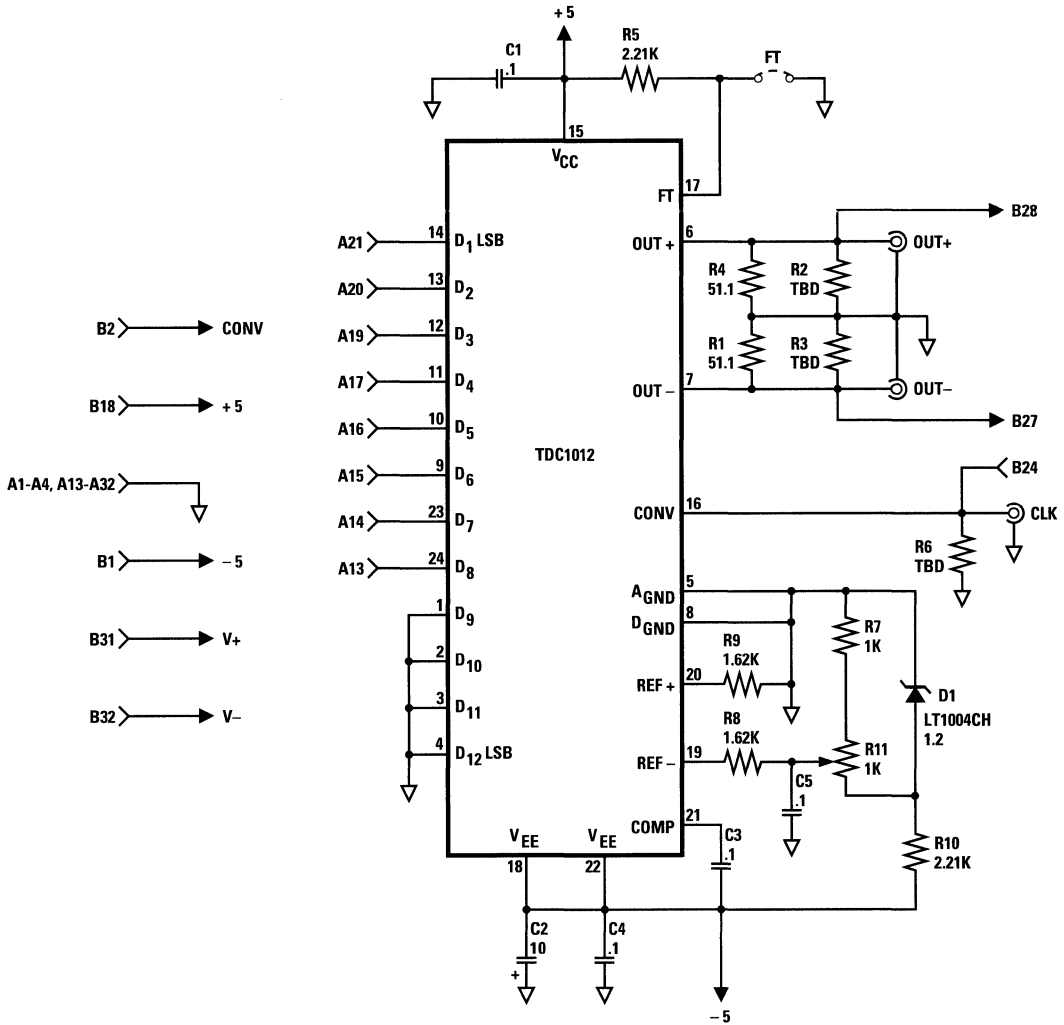 + 5
C1
.1
R5
2.21K
FT
15
V_CC
17
FT
B28
A21
14
D1 LSB
6
OUT +
OUT+
A20
13
D2
R4
51.1
R2
TBD
B2
CONV
A19
12
D3
R1
51.1
R3
TBD
A17
11
D4
7
OUT –
OUT–
B18
+ 5
A16
10
D5
B27
TDC1012
A15
9
D6
B24
A1-A4, A13-A32
A14
23
D7
CONV
16
CLK
R6
TBD
B1
– 5
A13
24
D8
A_GND
5
1
D9
D_GND
8
R7
1K
B31
V+
2
D10
R9
1.62K
REF +
20
D1
LT1004CH
1.2
3
D11
B32
V–
R8
1.62K
4
D12 LSB
REF –
19
R11
1K
C5
.1
COMP
21
C3
.1
V_EE
V_EE
18
22
R10
2.21K
C2
10
+
C4
.1
– 5